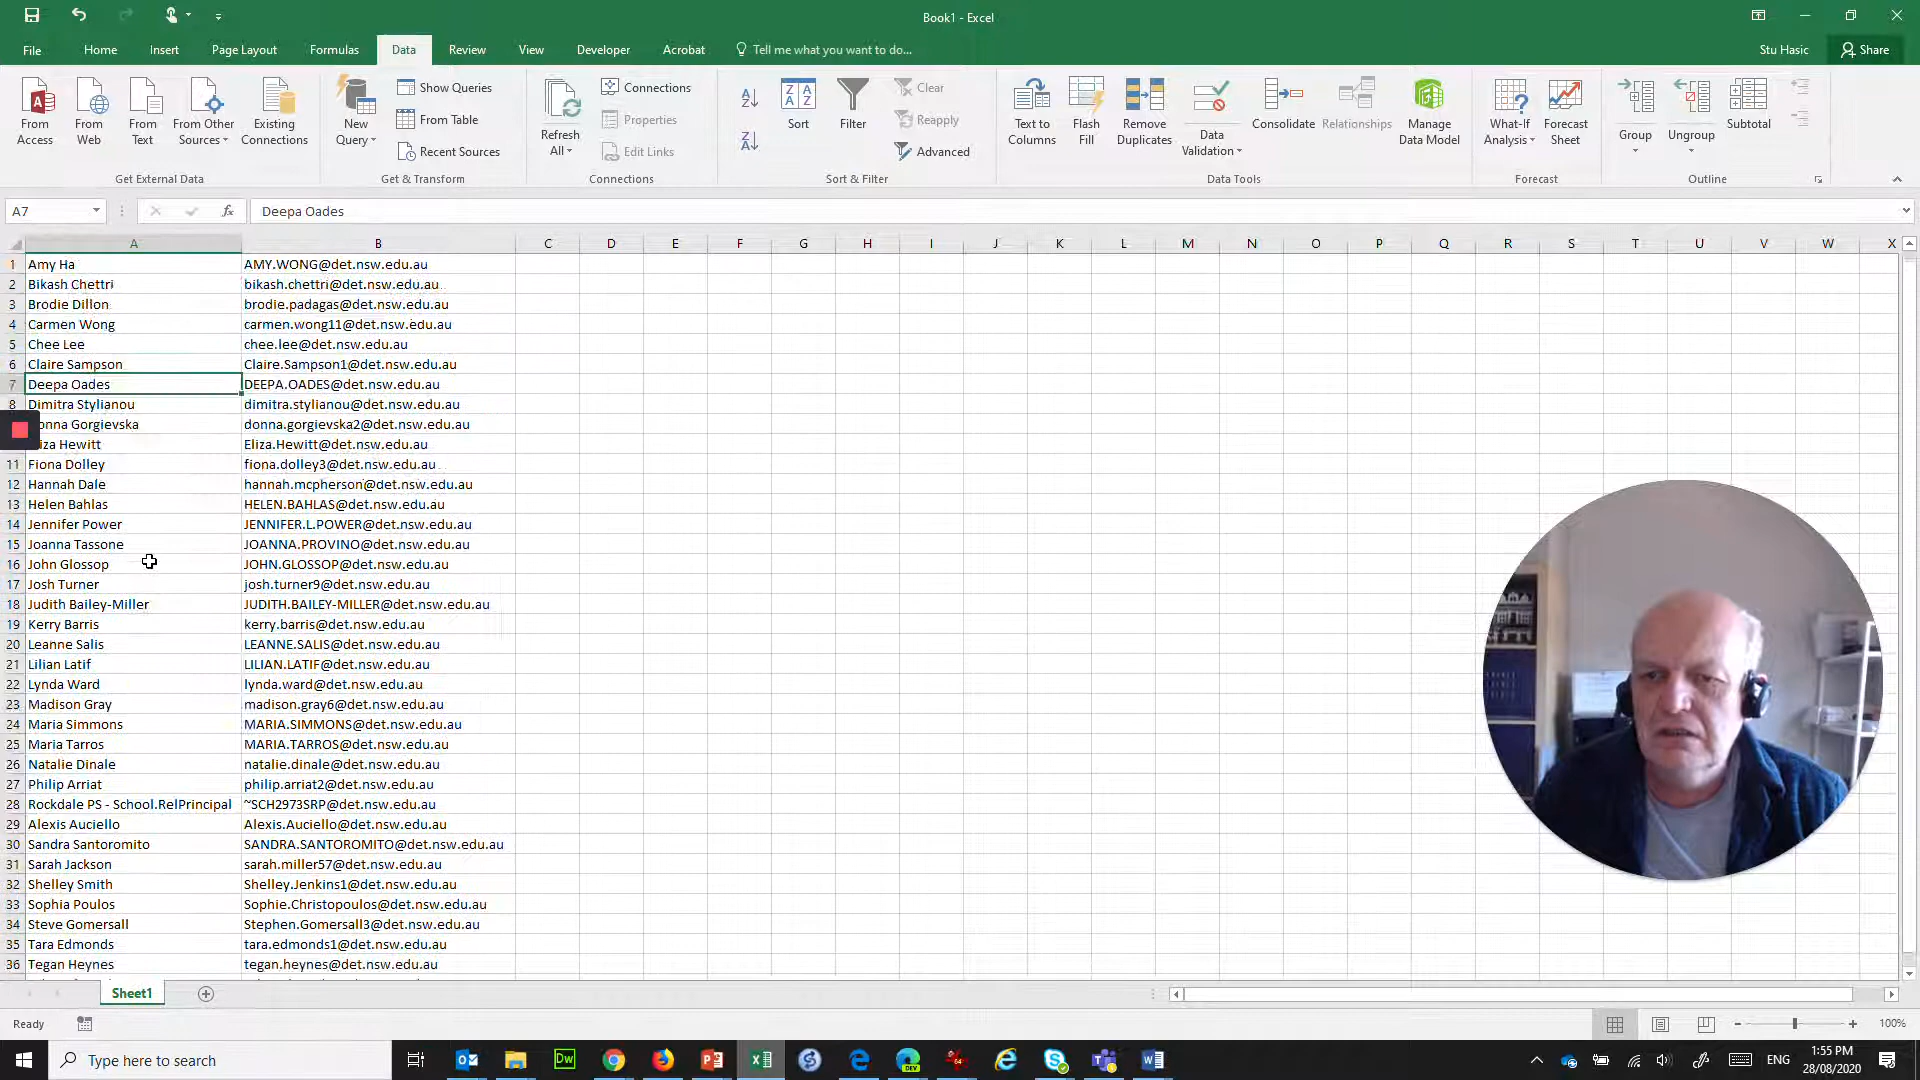 Book1 - Excel
File Home Insert Page Layout Formulas Data Review View Developer Acrobat Tell me what you want to do... Stu Hasic Share
From Access
From Web
From Text
From Other Sources
Existing Connections
Get External Data
New Query
Show Queries
From Table
Recent Sources
Get & Transform
Refresh All
Connections
Properties
Edit Links
Connections
Sort
Filter
Clear
Reapply
Advanced
Sort & Filter
Text to Columns
Flash Fill
Remove Duplicates
Data Validation
Consolidate
Relationships
Manage Data Model
Data Tools
What-If Analysis
Forecast Sheet
Forecast
Group
Ungroup
Subtotal
Outline
A7 fx Deepa Oades
A B C D E F G H I J K L M N O P Q R S T U V W X
1 Amy Ha AMY.WONG@det.nsw.edu.au
2 Bikash Chettri bikash.chettri@det.nsw.edu.au
3 Brodie Dillon brodie.padagas@det.nsw.edu.au
4 Carmen Wong carmen.wong11@det.nsw.edu.au
5 Chee Lee chee.lee@det.nsw.edu.au
6 Claire Sampson Claire.Sampson1@det.nsw.edu.au
7 Deepa Oades DEEPA.OADES@det.nsw.edu.au
8 Dimitra Stylianou dimitra.stylianou@det.nsw.edu.au
onna Gorgievska donna.gorgievska2@det.nsw.edu.au
iza Hewitt Eliza.Hewitt@det.nsw.edu.au
11 Fiona Dolley fiona.dolley3@det.nsw.edu.au
12 Hannah Dale hannah.mcpherson@det.nsw.edu.au
13 Helen Bahlas HELEN.BAHLAS@det.nsw.edu.au
14 Jennifer Power JENNIFER.L.POWER@det.nsw.edu.au
15 Joanna Tassone JOANNA.PROVINO@det.nsw.edu.au
16 John Glossop JOHN.GLOSSOP@det.nsw.edu.au
17 Josh Turner josh.turner9@det.nsw.edu.au
18 Judith Bailey-Miller JUDITH.BAILEY-MILLER@det.nsw.edu.au
19 Kerry Barris kerry.barris@det.nsw.edu.au
20 Leanne Salis LEANNE.SALIS@det.nsw.edu.au
21 Lilian Latif LILIAN.LATIF@det.nsw.edu.au
22 Lynda Ward lynda.ward@det.nsw.edu.au
23 Madison Gray madison.gray6@det.nsw.edu.au
24 Maria Simmons MARIA.SIMMONS@det.nsw.edu.au
25 Maria Tarros MARIA.TARROS@det.nsw.edu.au
26 Natalie Dinale natalie.dinale@det.nsw.edu.au
27 Philip Arriat philip.arriat2@det.nsw.edu.au
28 Rockdale PS - School.RelPrincipal ~SCH2973SRP@det.nsw.edu.au
29 Alexis Auciello Alexis.Auciello@det.nsw.edu.au
30 Sandra Santoromito SANDRA.SANTOROMITO@det.nsw.edu.au
31 Sarah Jackson sarah.miller57@det.nsw.edu.au
32 Shelley Smith Shelley.Jenkins1@det.nsw.edu.au
33 Sophia Poulos Sophie.Christopoulos@det.nsw.edu.au
34 Steve Gomersall Stephen.Gomersall3@det.nsw.edu.au
35 Tara Edmonds tara.edmonds1@det.nsw.edu.au
36 Tegan Heynes tegan.heynes@det.nsw.edu.au
Sheet1
Ready 100%
Type here to search Dw DEV 64 ENG 1:55 PM
28/08/2020